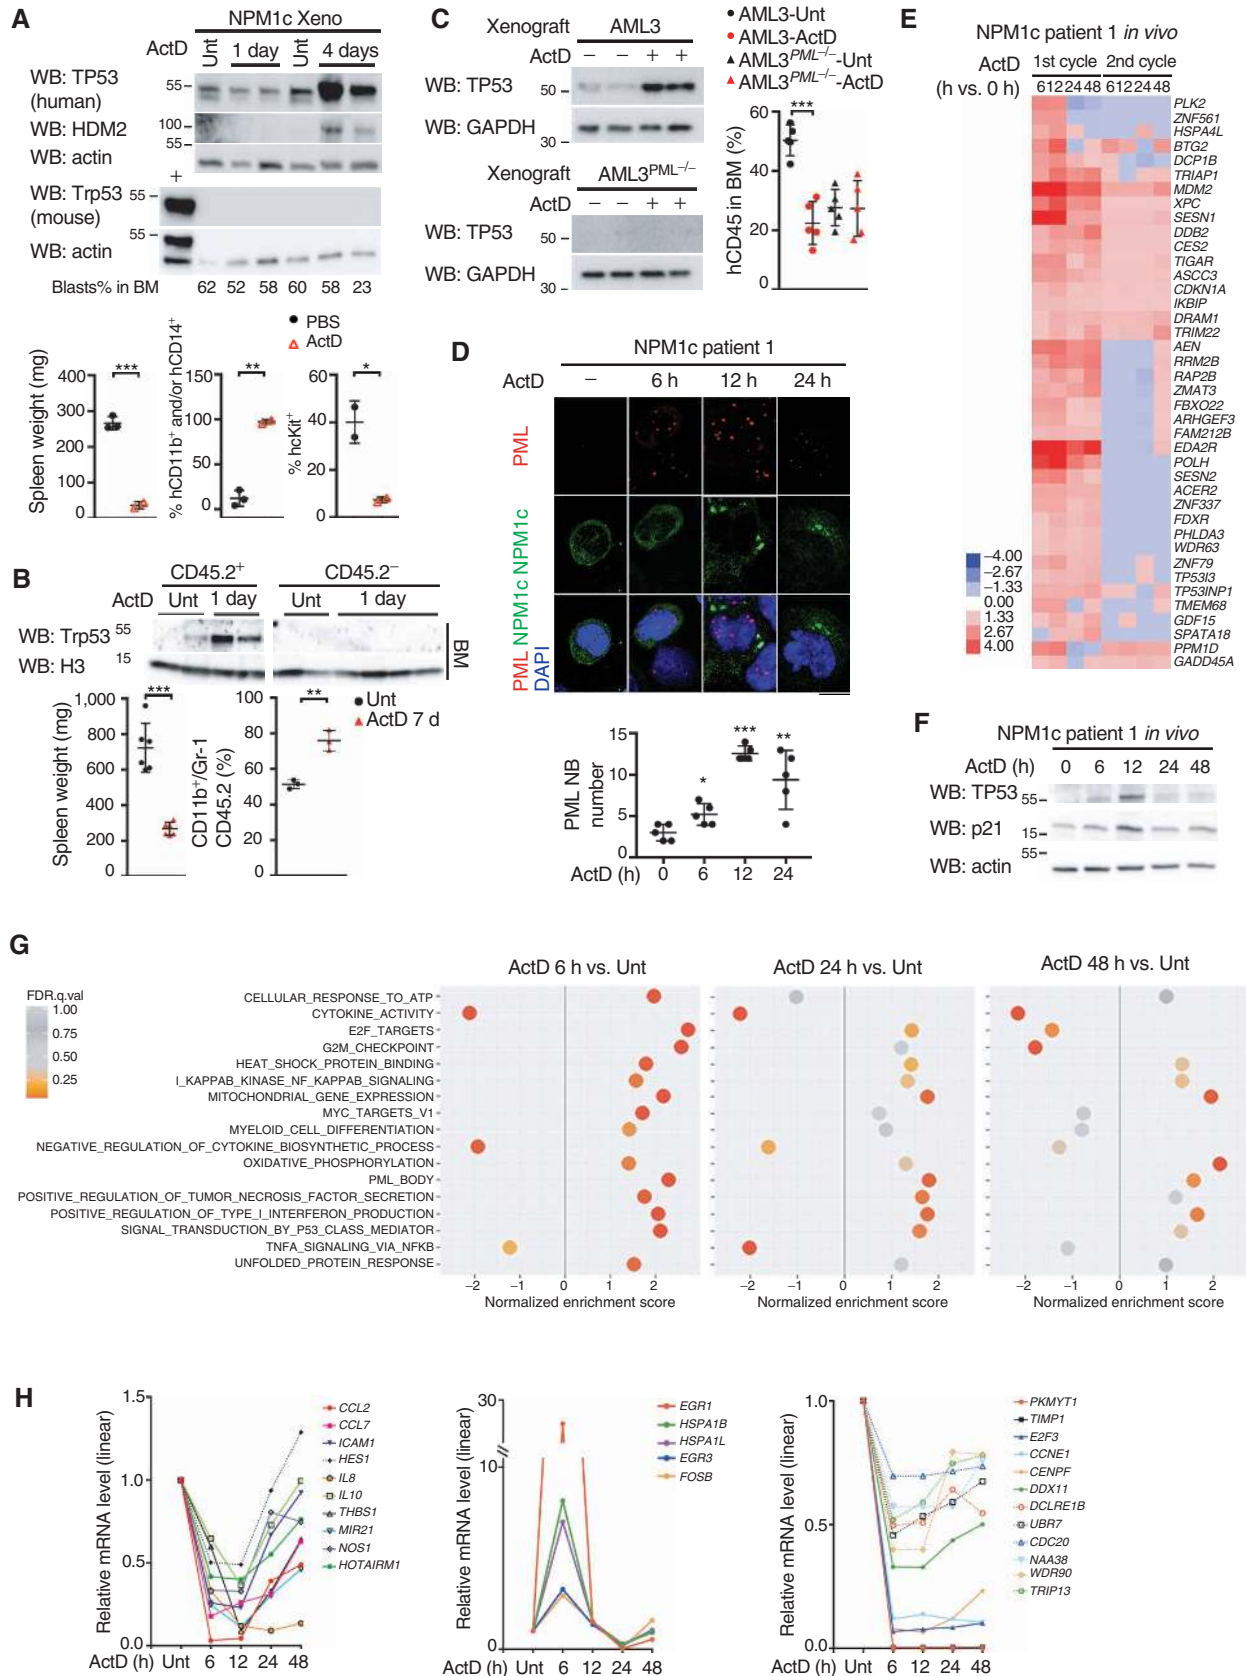 A
NPM1c Xeno
ActD
Unt
1 day
Unt
4 days
WB: TP53
(human)
55
WB: HDM2
100
55
WB: actin
+
WB: Trp53
(mouse)
55
WB: actin
55
Blasts% in BM 62 52 58 60 58 23
PBS
ActD
Spleen weight (mg)
400
300
200
100
0
***
% hCD11b+ and/or hCD14+
150
100
50
0
**
% hcKit+
60
40
20
0
*
B
CD45.2+
CD45.2−
ActD
Unt
1 day
Unt
1 day
WB: Trp53
55
WB: H3
15
BM
Spleen weight (mg)
1,000
800
600
400
200
0
***
CD11b+/Gr-1
CD45.2 (%)
100
80
60
40
20
0
**
Unt
ActD 7 d
C
Xenograft
AML3
ActD − − + +
WB: TP53
50
WB: GAPDH
30
Xenograft
AML3PML−/−
ActD − − + +
WB: TP53
50
WB: GAPDH
30
AML3-Unt
AML3-ActD
AML3PML−/−-Unt
AML3PML−/−-ActD
hCD45 in BM (%)
60
40
20
0
***
D
NPM1c patient 1
ActD − 6 h 12 h 24 h
PML
NPM1c
PML NPM1c
DAPI
PML NB
number
15
10
5
0
*
***
**
ActD (h) 0 6 12 24
E
NPM1c patient 1 in vivo
ActD
(h vs. 0 h)
1st cycle 2nd cycle
6 12 24 48 6 12 24 48
PLK2
ZNF561
HSPA4L
BTG2
DCP1B
TRIAP1
MDM2
XPC
SESN1
DDB2
CES2
TIGAR
ASCC3
CDKN1A
IKBIP
DRAM1
TRIM22
AEN
RRM2B
RAP2B
ZMAT3
FBXO22
ARHGEF3
FAM212B
EDA2R
POLH
SESN2
ACER2
ZNF337
FDXR
PHLDA3
WDR63
ZNF79
TP53I3
TP53INP1
TMEM68
GDF15
SPATA18
PPM1D
GADD45A
−4.00
−2.67
−1.33
0.00
1.33
2.67
4.00
F
NPM1c patient 1 in vivo
ActD (h) 0 6 12 24 48
WB: TP53
55
WB: p21
15
55
WB: actin
G
ActD 6 h vs. Unt
ActD 24 h vs. Unt
ActD 48 h vs. Unt
FDR.q.val
1.00
0.75
0.50
0.25
CELLULAR_RESPONSE_TO_ATP
CYTOKINE_ACTIVITY
E2F_TARGETS
G2M_CHECKPOINT
HEAT_SHOCK_PROTEIN_BINDING
I_KAPPAB_KINASE_NF_KAPPAB_SIGNALING
MITOCHONDRIAL_GENE_EXPRESSION
MYC_TARGETS_V1
MYELOID_CELL_DIFFERENTIATION
NEGATIVE_REGULATION_OF_CYTOKINE_BIOSYNTHETIC_PROCESS
OXIDATIVE_PHOSPHORYLATION
PML_BODY
POSITIVE_REGULATION_OF_TUMOR_NECROSIS_FACTOR_SECRETION
POSITIVE_REGULATION_OF_TYPE_I_INTERFERON_PRODUCTION
SIGNAL_TRANSDUCTION_BY_P53_CLASS_MEDIATOR
TNFA_SIGNALING_VIA_NFKB
UNFOLDED_PROTEIN_RESPONSE
−2 −1 0 1 2
Normalized enrichment score
−2 −1 0 1 2
Normalized enrichment score
−2 −1 0 1 2
Normalized enrichment score
H
Relative mRNA level (linear)
1.5
1.0
0.5
0.0
ActD (h) Unt 6 12 24 48
CCL2
CCL7
ICAM1
HES1
IL8
IL10
THBS1
MIR21
NOS1
HOTAIRM1
Relative mRNA level (linear)
30
10
0
ActD (h) Unt 6 12 24 48
EGR1
HSPA1B
HSPA1L
EGR3
FOSB
Relative mRNA level (linear)
1.0
0.5
0.0
ActD (h) Unt 6 12 24 48
PKMYT1
TIMP1
E2F3
CCNE1
CENPF
DDX11
DCLRE1B
UBR7
CDC20
NAA38
WDR90
TRIP13